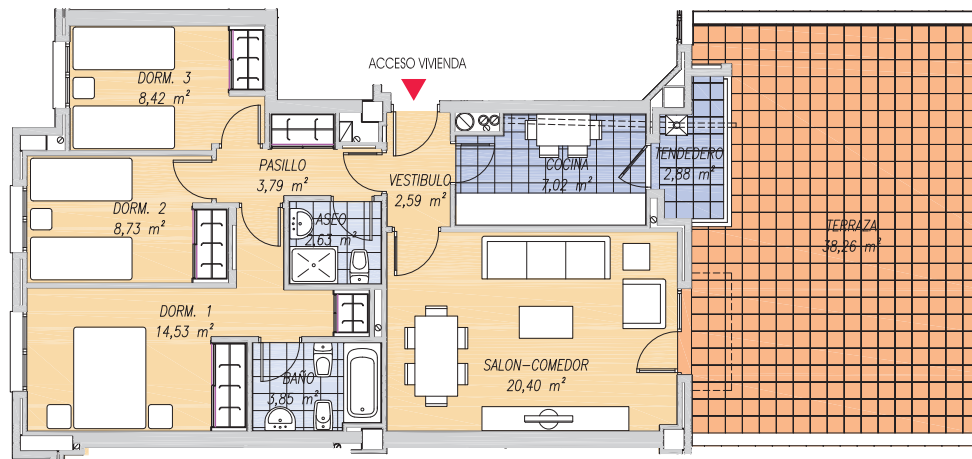 ACCESO VIVIENDA
DORM. 3
8,42 m²
PASILLO
3,79 m²
VESTIBULO
2,59 m²
COCINA
7,02 m²
TENDEDERO
2,88 m²
DORM. 2
8,73 m²
ASEO
2,63 m²
TERRAZA
38,26 m²
DORM. 1
14,53 m²
BAÑO
3,85 m²
SALON-COMEDOR
20,40 m²